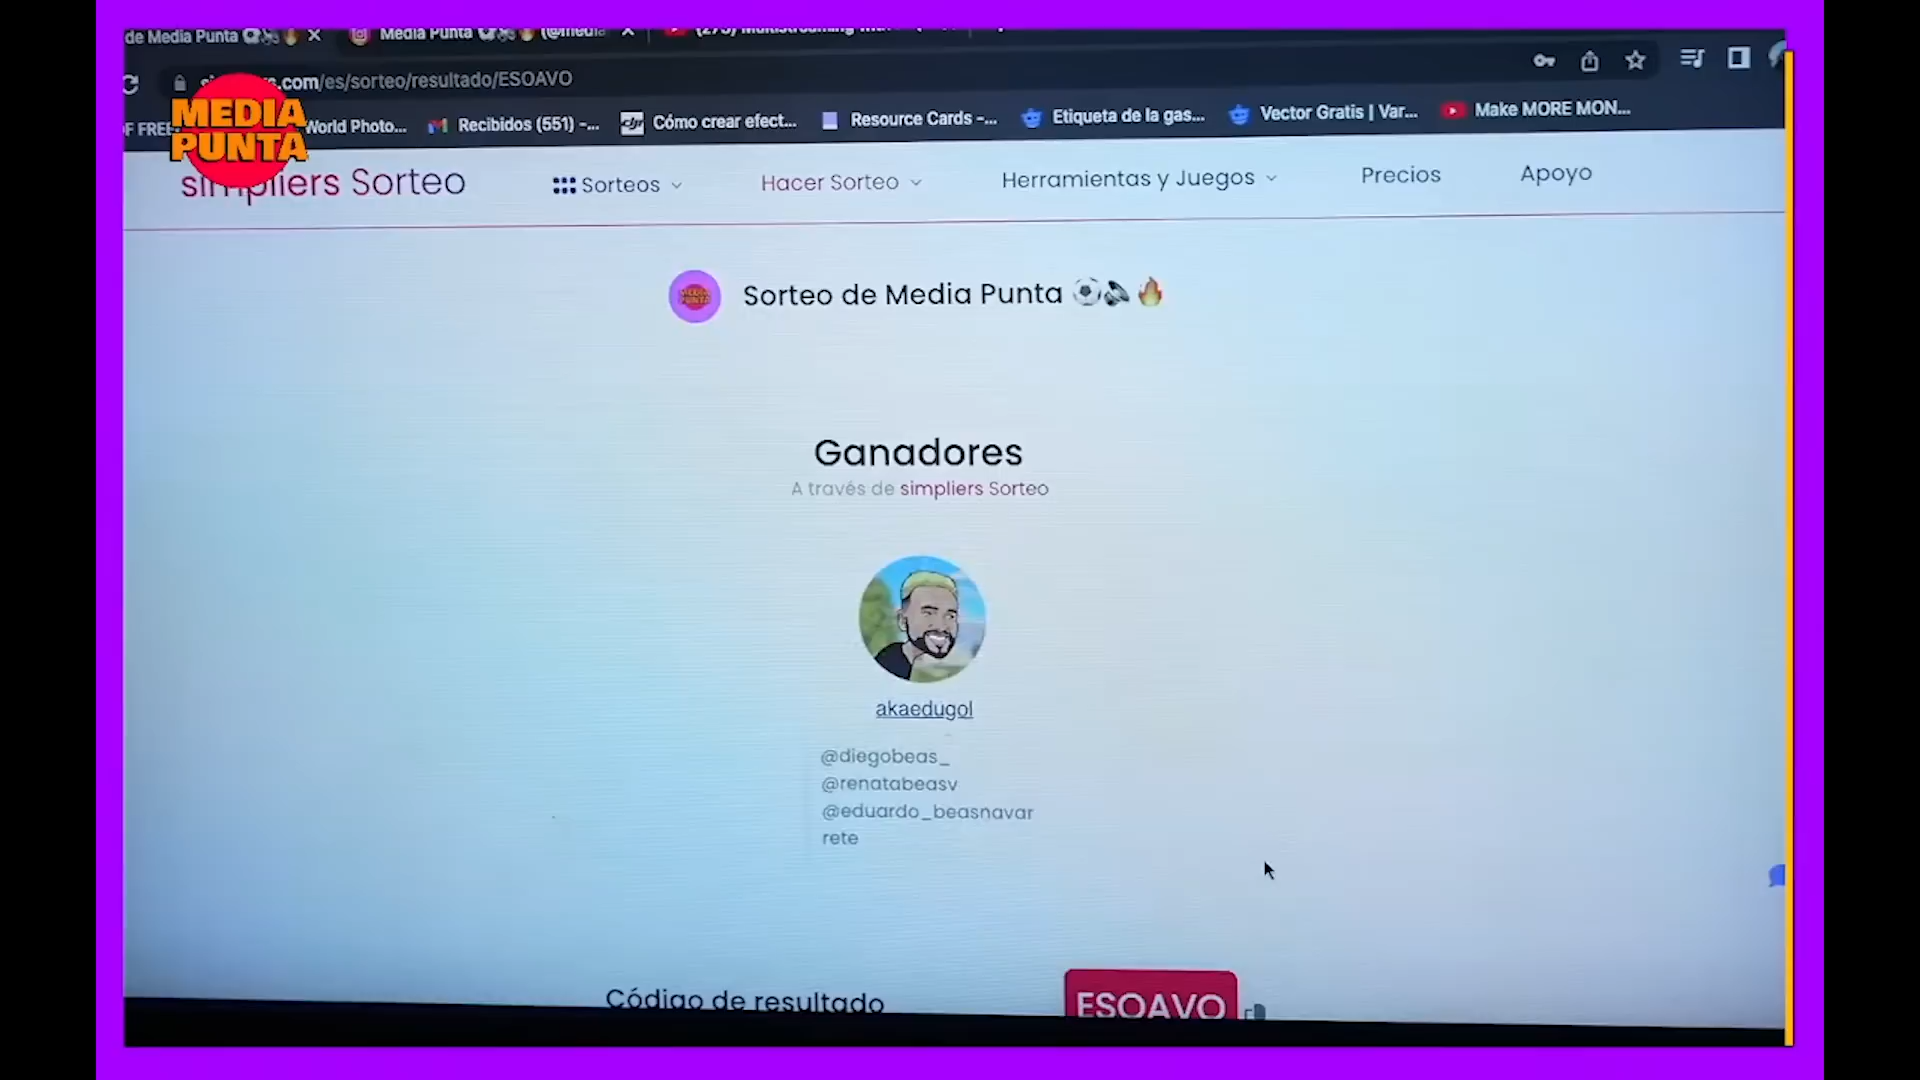 de Media Punta
Media Punta
.com/es/sorteo/resultado/ESOAVO
MEDIA
PUNTA
World Photo...
Recibidos (551) -...
Cómo crear efect...
Resource Cards -...
Etiqueta de la gas...
Vector Gratis | Var...
Make MORE MON...
simpliers Sorteo
Sorteos
Hacer Sorteo
Herramientas y Juegos
Precios
Apoyo
Sorteo de Media Punta ⚽🔊🔥
Ganadores
A través de simpliers Sorteo
akaedugol
@diegobeas_
@renatabeasv
@eduardo_beasnavar
rete
Código de resultado
ESOAVO